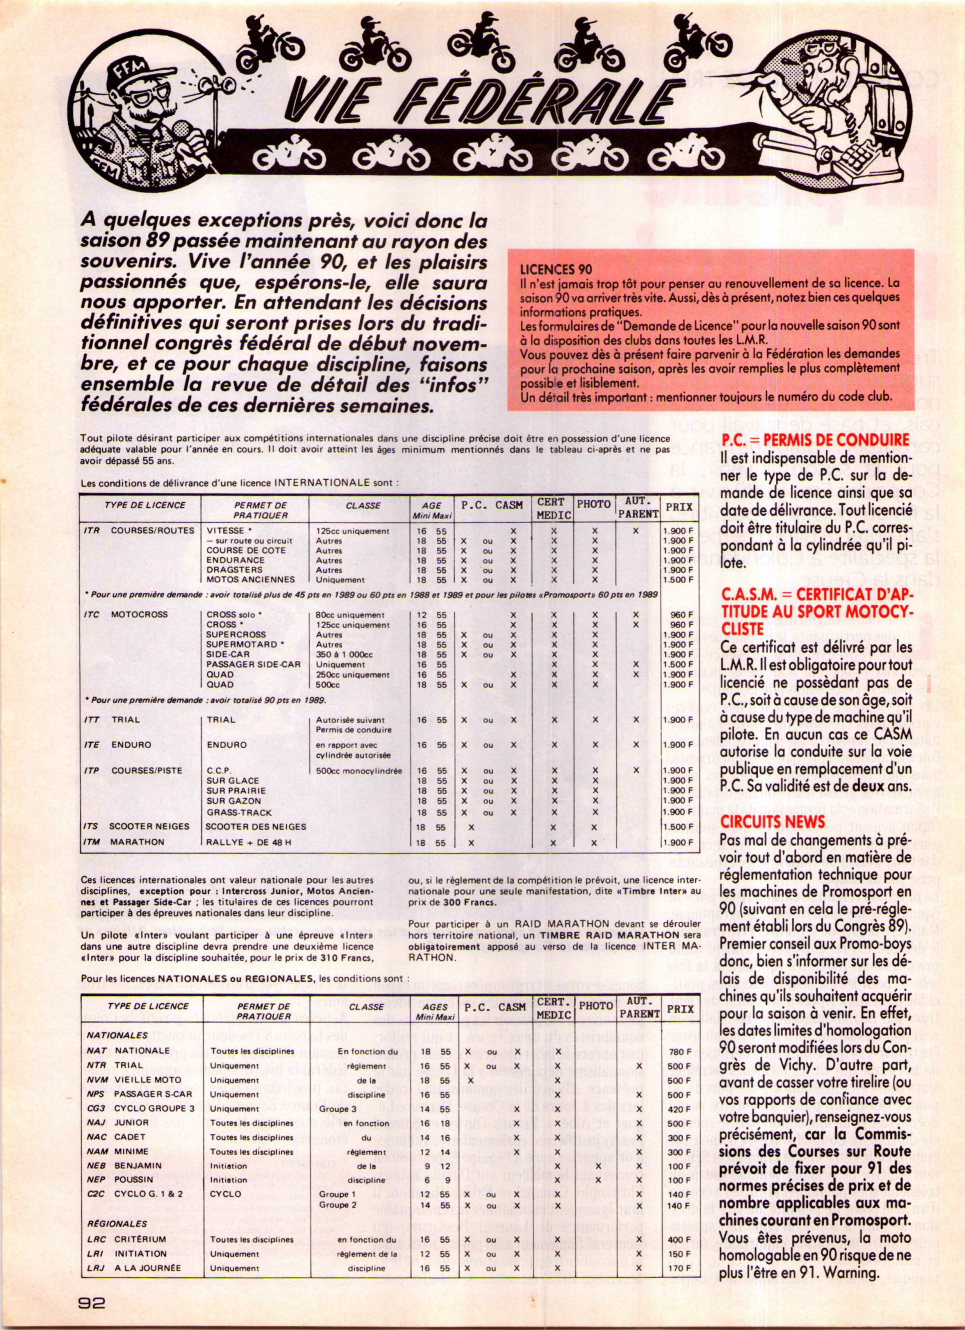 FFM
FFM
VIE FÉDÉRALE
A quelques exceptions près, voici donc la
saison 89 passée maintenant au rayon des
souvenirs. Vive l'année 90, et les plaisirs
passionnés que, espérons-le, elle saura
nous apporter. En attendant les décisions
définitives qui seront prises lors du tradi-
tionnel congrès fédéral de début novem-
bre, et ce pour chaque discipline, faisons
ensemble la revue de détail des "infos"
fédérales de ces dernières semaines.
LICENCES 90
Il n'est jamais trop tôt pour penser au renouvellement de sa licence. La
saison 90 va arriver très vite. Aussi, dès à présent, notez bien ces quelques
informations pratiques.
Les formulaires de "Demande de Licence" pour la nouvelle saison 90 sont
à la disposition des clubs dans toutes les L.M.R.
Vous pouvez dès à présent faire parvenir à la Fédération les demandes
pour la prochaine saison, après les avoir remplies le plus complètement
possible et lisiblement.
Un détail très important : mentionner toujours le numéro du code club.
Tout pilote désirant participer aux compétitions internationales dans une discipline précise doit être en possession d'une licence
adéquate valable pour l'année en cours. Il doit avoir atteint les âges minimum mentionnés dans le tableau ci-après et ne pas
avoir dépassé 55 ans.
Les conditions de délivrance d'une licence INTERNATIONALE sont :
TYPE DE LICENCE PERMET DE PRATIQUER CLASSE AGE Mini Maxi P.C. CASM CERT MEDIC PHOTO AUT. PARENT PRIX
ITR COURSES/ROUTES VITESSE * 125cc uniquement 16 55 X X X X 1.900 F
– sur route ou circuit Autres 18 55 X ou X X X 1.900 F
COURSE DE COTE Autres 18 55 X ou X X X 1.900 F
ENDURANCE Autres 18 55 X ou X X X 1.900 F
DRAGSTERS Autres 18 55 X ou X X X 1.900 F
MOTOS ANCIENNES Uniquement 18 55 X ou X X X 1.500 F
* Pour une première demande : avoir totalisé plus de 45 pts en 1989 ou 60 pts en 1988 et 1989 et pour les pilotes «Promosport» 60 pts en 1989
ITC MOTOCROSS CROSS solo * 80cc uniquement 12 55 X X X X 960 F
CROSS * 125cc uniquement 16 55 X X X X 960 F
SUPERCROSS Autres 18 55 X ou X X X 1.900 F
SUPERMOTARD * Autres 18 55 X ou X X X 1.900 F
SIDE-CAR 350 à 1 000cc 18 55 X ou X X X 1.900 F
PASSAGER SIDE-CAR Uniquement 16 55 X X X 1.500 F
QUAD 250cc uniquement 16 55 X X X X 1.900 F
QUAD 500cc 18 55 X ou X X X 1.900 F
* Pour une première demande : avoir totalisé 90 pts en 1989.
ITT TRIAL TRIAL Autorisée suivant 16 55 X ou X X X X 1.900 F
Permis de conduire
ITE ENDURO ENDURO en rapport avec 16 55 X ou X X X X 1.900 F
cylindrée autorisée
ITP COURSES/PISTE C.C.P. 500cc monocylindrée 16 55 X ou X X X X 1.900 F
SUR GLACE 18 55 X ou X X X 1.900 F
SUR PRAIRIE 18 55 X ou X X X 1.900 F
SUR GAZON 18 55 X ou X X X 1.900 F
GRASS-TRACK 18 55 X ou X X X 1.900 F
ITS SCOOTER NEIGES SCOOTER DES NEIGES 18 55 X X X 1.500 F
ITM MARATHON RALLYE + DE 48 H 18 55 X X X 1.900 F
Ces licences internationales ont valeur nationale pour les autres
disciplines, exception pour : Intercross Junior, Motos Ancien-
nes et Passager Side-Car ; les titulaires de ces licences pourront
participer à des épreuves nationales dans leur discipline.
Un pilote «Inter» voulant participer à une épreuve «Inter»
dans une autre discipline devra prendre une deuxième licence
«Inter» pour la discipline souhaitée, pour le prix de 310 Francs,
ou, si le règlement de la compétition le prévoit, une licence inter-
nationale pour une seule manifestation, dite «Timbre Inter» au
prix de 300 Francs.
Pour participer à un RAID MARATHON devant se dérouler
hors territoire national, un TIMBRE RAID MARATHON sera
obligatoirement apposé au verso de la licence INTER MA-
RATHON.
Pour les licences NATIONALES ou REGIONALES, les conditions sont :
TYPE DE LICENCE PERMET DE PRATIQUER CLASSE AGES Mini Maxi P.C. CASM CERT. MEDIC PHOTO AUT. PARENT PRIX
NATIONALES
NAT NATIONALE Toutes les disciplines En fonction du 18 55 X ou X X 780 F
NTR TRIAL Uniquement règlement 16 55 X ou X X X 500 F
NVM VIEILLE MOTO Uniquement de la 18 55 X X 500 F
NPS PASSAGER S-CAR Uniquement discipline 16 55 X X 500 F
CG3 CYCLO GROUPE 3 Uniquement Groupe 3 14 55 X X X 420 F
NAJ JUNIOR Toutes les disciplines en fonction 16 18 X X X 500 F
NAC CADET Toutes les disciplines du 14 16 X X X 300 F
NAM MINIME Toutes les disciplines règlement 12 14 X X X 300 F
NEB BENJAMIN Initiation de la 9 12 X X X 100 F
NEP POUSSIN Initiation discipline 6 9 X X X 100 F
C2C CYCLO G. 1 & 2 CYCLO Groupe 1 12 55 X ou X X X 140 F
Groupe 2 14 55 X ou X X X 140 F
RÉGIONALES
LRC CRITÉRIUM Toutes les disciplines en fonction du 16 55 X ou X X X 400 F
LRI INITIATION Uniquement règlement de la 12 55 X ou X X X 150 F
LRJ A LA JOURNÉE Uniquement discipline 16 55 X ou X X X 170 F
P.C. = PERMIS DE CONDUIRE
Il est indispensable de mention-
ner le type de P.C. sur la de-
mande de licence ainsi que sa
date de délivrance. Tout licencié
doit être titulaire du P.C. corres-
pondant à la cylindrée qu'il pi-
lote.
C.A.S.M. = CERTIFICAT D'AP-
TITUDE AU SPORT MOTOCY-
CLISTE
Ce certificat est délivré par les
L.M.R. Il est obligatoire pour tout
licencié ne possèdant pas de
P.C., soit à cause de son âge, soit
à cause du type de machine qu'il
pilote. En aucun cas ce CASM
autorise la conduite sur la voie
publique en remplacement d'un
P.C. Sa validité est de deux ans.
CIRCUITS NEWS
Pas mal de changements à pré-
voir tout d'abord en matière de
réglementation technique pour
les machines de Promosport en
90 (suivant en cela le pré-régle-
ment établi lors du Congrès 89).
Premier conseil aux Promo-boys
donc, bien s'informer sur les dé-
lais de disponibilité des ma-
chines qu'ils souhaitent acquérir
pour la saison à venir. En effet,
les dates limites d'homologation
90 seront modifiées lors du Con-
grès de Vichy. D'autre part,
avant de casser votre tirelire (ou
vos rapports de confiance avec
votre banquier), renseignez-vous
précisément, car la Commis-
sions des Courses sur Route
prévoit de fixer pour 91 des
normes précises de prix et de
nombre applicables aux ma-
chines courant en Promosport.
Vous êtes prévenus, la moto
homologable en 90 risque de ne
plus l'être en 91. Warning.
92